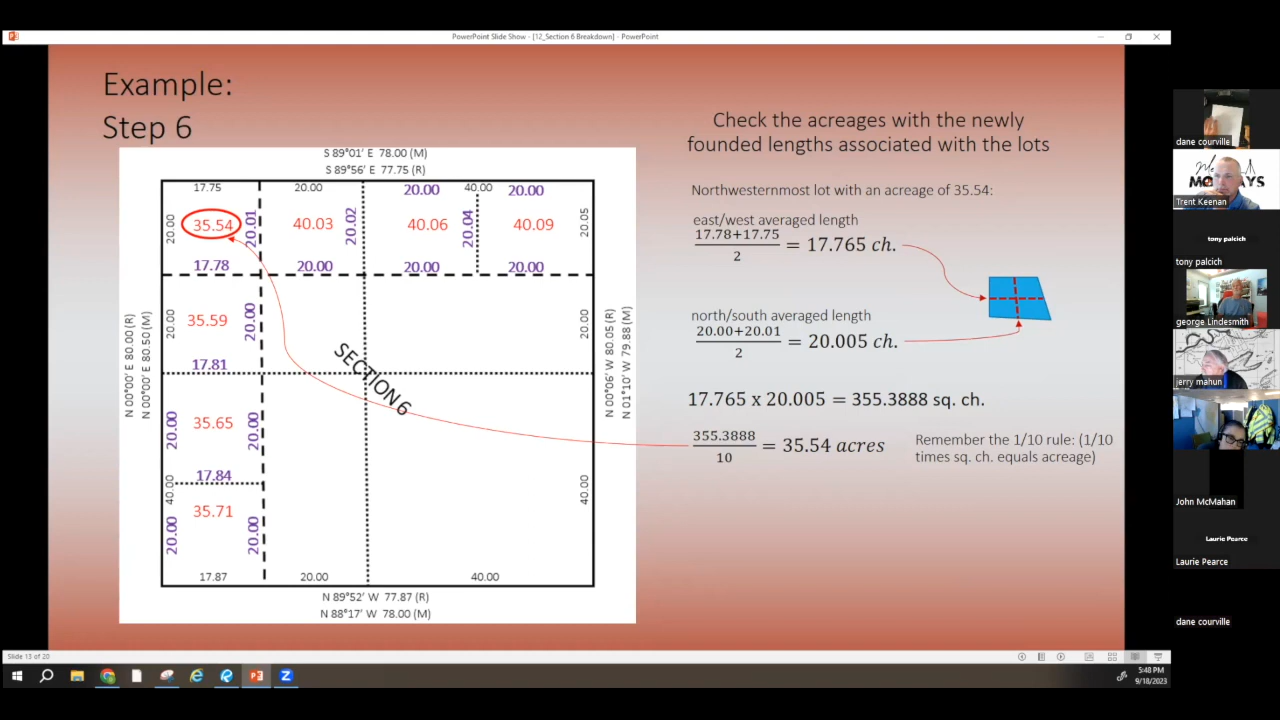 PowerPoint Slide Show - [12_Section 6 Breakdown] - PowerPoint
Example:
Step 6
S 89°01' E 78.00 (M)
S 89°56' E 77.75 (R)
17.75
20.00
20.00
40.00
20.00
20.00
35.54
20.01
40.03
20.02
40.06
20.04
40.09
20.05
17.78
20.00
20.00
20.00
20.00
35.59
20.00
20.00
17.81
N 00°00' E 80.00 (R)
N 00°00' E 80.50 (M)
SECTION 6
N 00°06' W 80.05 (R)
N 01°10' W 79.88 (M)
20.00
35.65
20.00
17.84
40.00
40.00
20.00
35.71
20.00
17.87
20.00
40.00
N 89°52' W 77.87 (R)
N 88°17' W 78.00 (M)
Check the acreages with the newly
founded lengths associated with the lots
Northwesternmost lot with an acreage of 35.54:
east/west averaged length
17.78+17.75
2
= 17.765 ch.
north/south averaged length
20.00+20.01
2
= 20.005 ch.
17.765 x 20.005 = 355.3888 sq. ch.
355.3888
10
= 35.54 acres
Remember the 1/10 rule: (1/10
times sq. ch. equals acreage)
dane courville
Trent Keenan
tony palcich
tony palcich
george Lindesmith
jerry mahun
John McMahan
Laurie Pearce
Laurie Pearce
dane courville
Slide 13 of 20
5:48 PM
9/18/2023